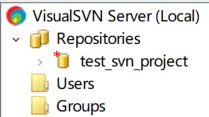 VisualSVN Server (Local)
Repositories
test_svn_project
Users
Groups